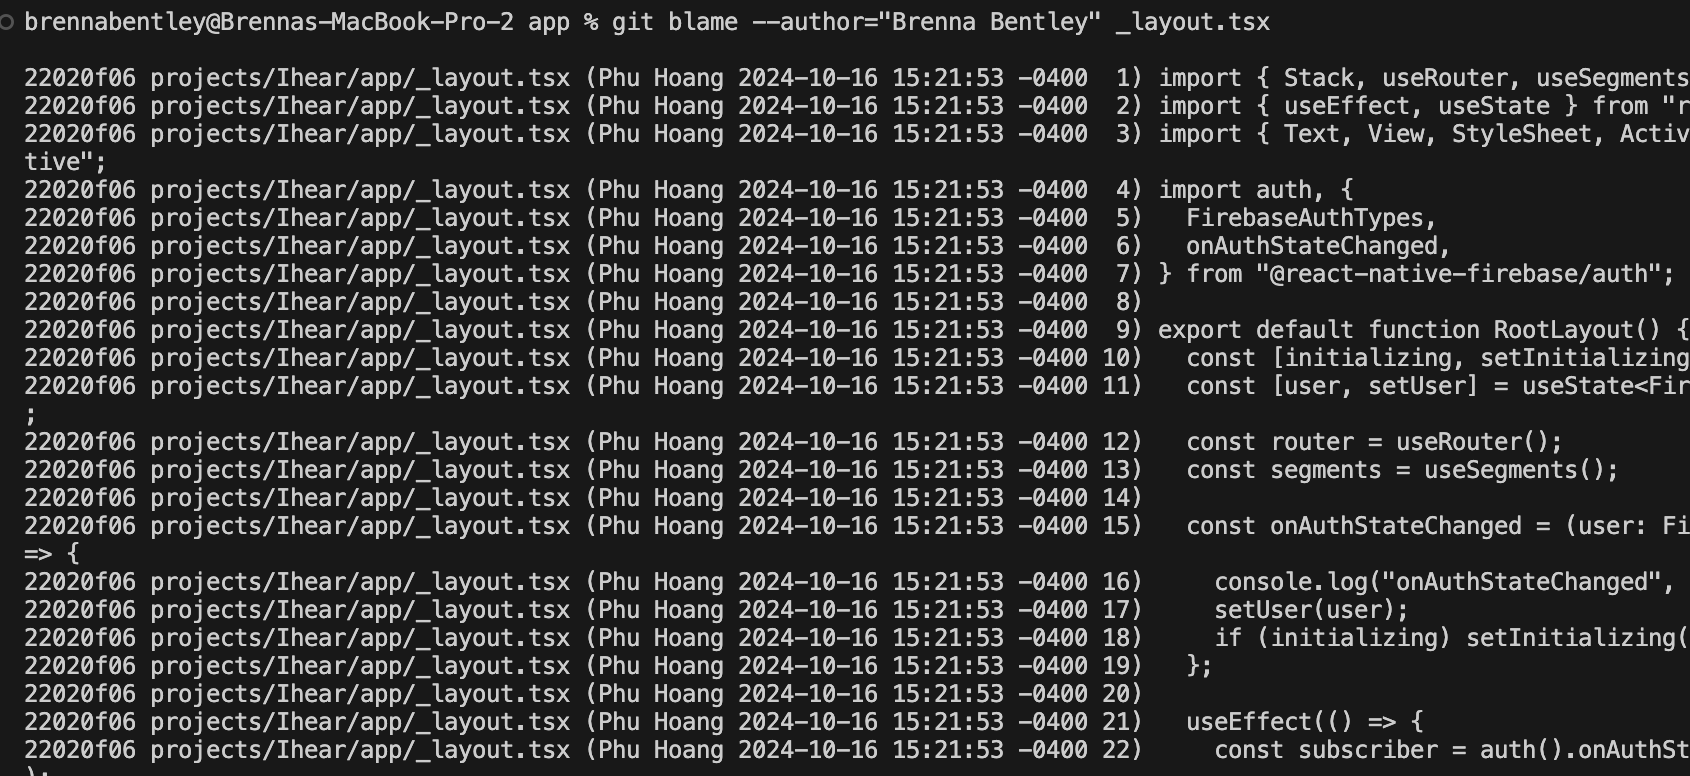 brennabentley@Brennas-MacBook-Pro-2 app % git blame --author="Brenna Bentley" _layout.tsx
22020f06 projects/Ihear/app/_layout.tsx (Phu Hoang 2024-10-16 15:21:53 -0400  1) import { Stack, useRouter, useSegments
22020f06 projects/Ihear/app/_layout.tsx (Phu Hoang 2024-10-16 15:21:53 -0400  2) import { useEffect, useState } from "r
22020f06 projects/Ihear/app/_layout.tsx (Phu Hoang 2024-10-16 15:21:53 -0400  3) import { Text, View, StyleSheet, Activ
tive";
22020f06 projects/Ihear/app/_layout.tsx (Phu Hoang 2024-10-16 15:21:53 -0400  4) import auth, {
22020f06 projects/Ihear/app/_layout.tsx (Phu Hoang 2024-10-16 15:21:53 -0400  5)   FirebaseAuthTypes,
22020f06 projects/Ihear/app/_layout.tsx (Phu Hoang 2024-10-16 15:21:53 -0400  6)   onAuthStateChanged,
22020f06 projects/Ihear/app/_layout.tsx (Phu Hoang 2024-10-16 15:21:53 -0400  7) } from "@react-native-firebase/auth";
22020f06 projects/Ihear/app/_layout.tsx (Phu Hoang 2024-10-16 15:21:53 -0400  8)
22020f06 projects/Ihear/app/_layout.tsx (Phu Hoang 2024-10-16 15:21:53 -0400  9) export default function RootLayout() {
22020f06 projects/Ihear/app/_layout.tsx (Phu Hoang 2024-10-16 15:21:53 -0400 10)   const [initializing, setInitializing
22020f06 projects/Ihear/app/_layout.tsx (Phu Hoang 2024-10-16 15:21:53 -0400 11)   const [user, setUser] = useState<Fir
;
22020f06 projects/Ihear/app/_layout.tsx (Phu Hoang 2024-10-16 15:21:53 -0400 12)   const router = useRouter();
22020f06 projects/Ihear/app/_layout.tsx (Phu Hoang 2024-10-16 15:21:53 -0400 13)   const segments = useSegments();
22020f06 projects/Ihear/app/_layout.tsx (Phu Hoang 2024-10-16 15:21:53 -0400 14)
22020f06 projects/Ihear/app/_layout.tsx (Phu Hoang 2024-10-16 15:21:53 -0400 15)   const onAuthStateChanged = (user: Fi
=> {
22020f06 projects/Ihear/app/_layout.tsx (Phu Hoang 2024-10-16 15:21:53 -0400 16)     console.log("onAuthStateChanged",
22020f06 projects/Ihear/app/_layout.tsx (Phu Hoang 2024-10-16 15:21:53 -0400 17)     setUser(user);
22020f06 projects/Ihear/app/_layout.tsx (Phu Hoang 2024-10-16 15:21:53 -0400 18)     if (initializing) setInitializing(
22020f06 projects/Ihear/app/_layout.tsx (Phu Hoang 2024-10-16 15:21:53 -0400 19)   };
22020f06 projects/Ihear/app/_layout.tsx (Phu Hoang 2024-10-16 15:21:53 -0400 20)
22020f06 projects/Ihear/app/_layout.tsx (Phu Hoang 2024-10-16 15:21:53 -0400 21)   useEffect(() => {
22020f06 projects/Ihear/app/_layout.tsx (Phu Hoang 2024-10-16 15:21:53 -0400 22)     const subscriber = auth().onAuthSt